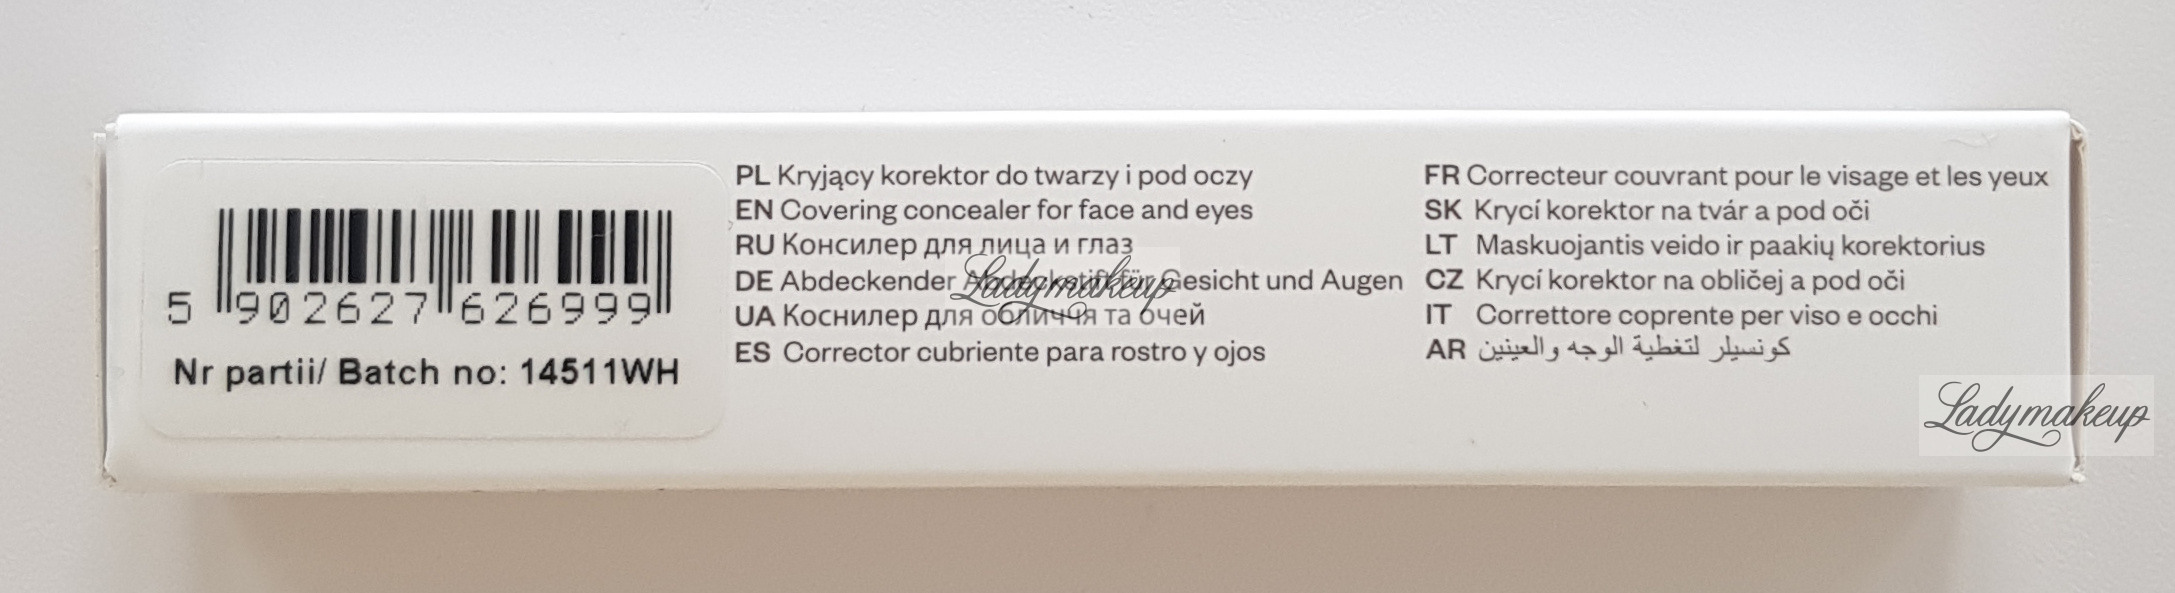 5 902627 626999
Nr partii/ Batch no: 14511WH
PL Kryjący korektor do twarzy i pod oczy
EN Covering concealer for face and eyes
RU Консилер для лица и глаз
DE Abdeckender Abdeckstift für Gesicht und Augen
UA Коснилер для обличчя та очей
ES Corrector cubriente para rostro y ojos
FR Correcteur couvrant pour le visage et les yeux
SK Krycí korektor na tvár a pod oči
LT Maskuojantis veido ir paakių korektorius
CZ Krycí korektor na obličej a pod oči
IT Correttore coprente per viso e occhi
AR كونسيلر لتغطية الوجه والعينين
Ladymakeup
Ladymakeup